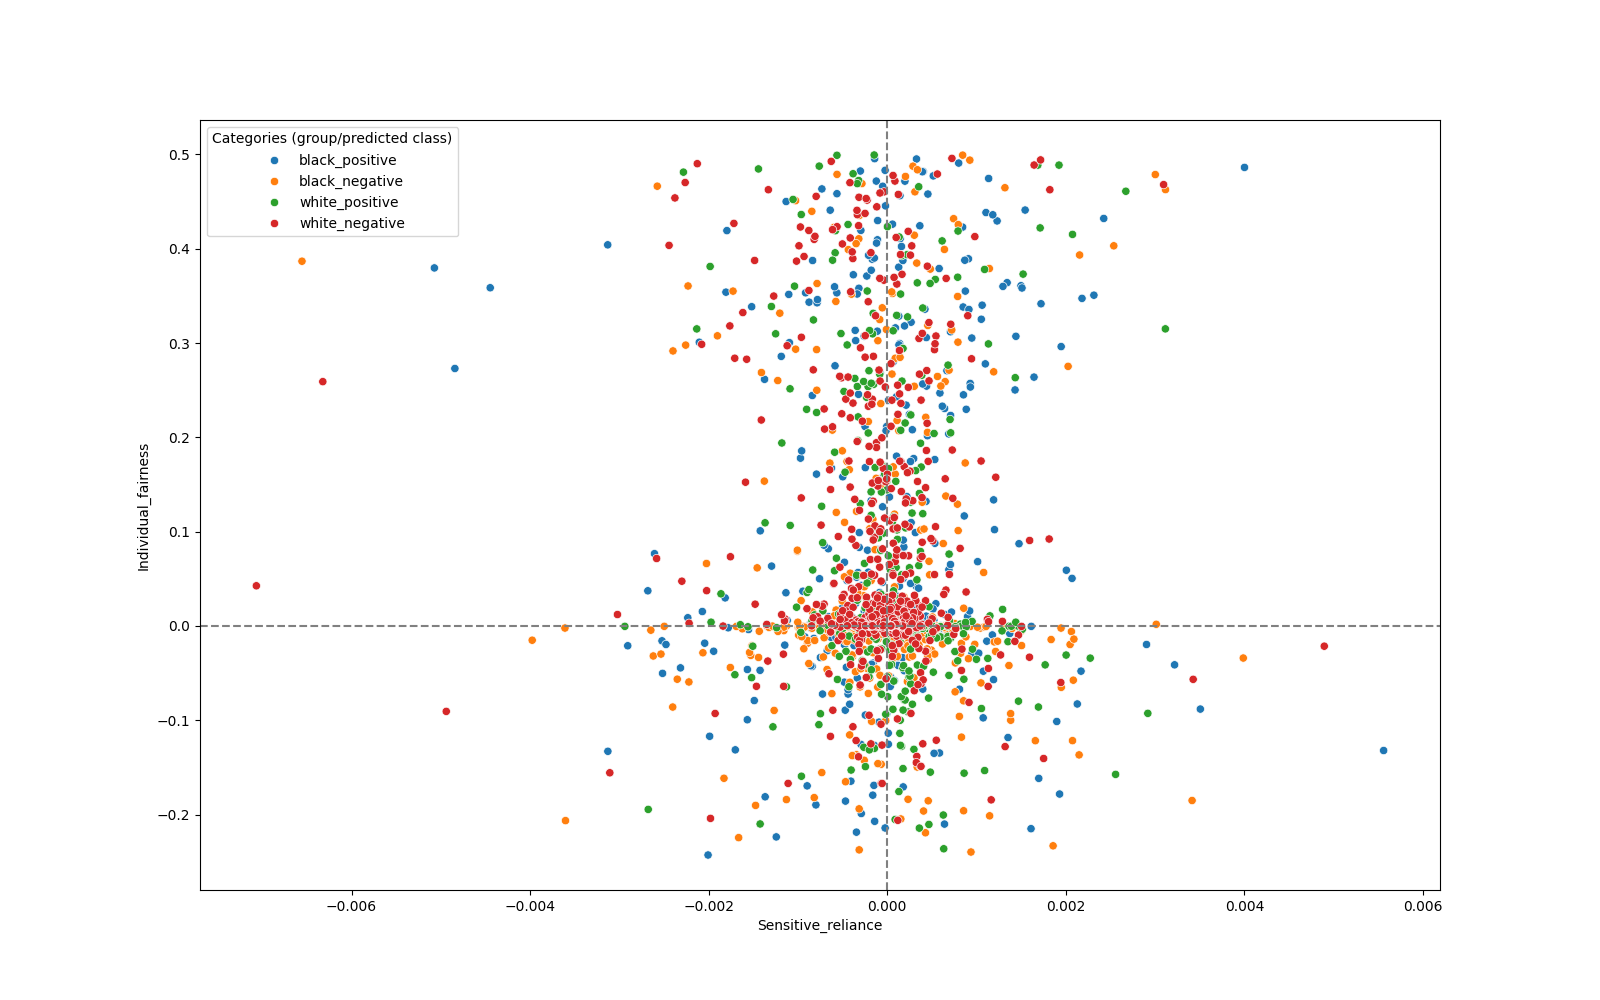 Categories (group/predicted class)
black_positive
black_negative
white_positive
white_negative
0.5
0.4
0.3
0.2
0.1
0.0
−0.1
−0.2
Individual_fairness
−0.006
−0.004
−0.002
0.000
0.002
0.004
0.006
Sensitive_reliance